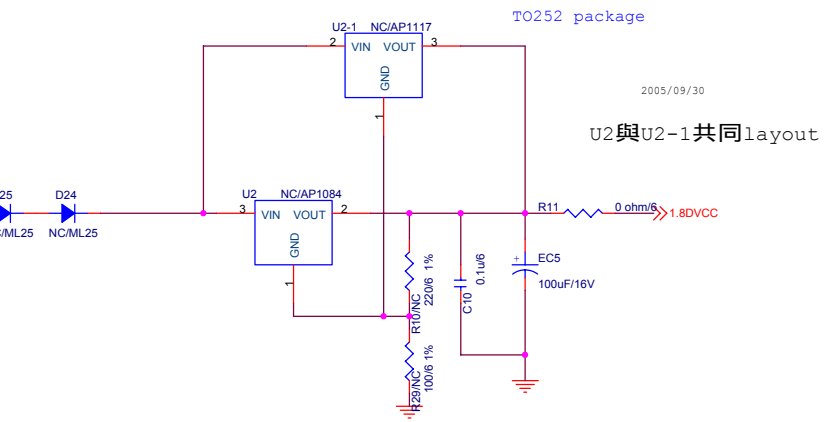 TO252 package
U2-1 NC/AP1117
2 VIN VOUT 3
GND
1
2005/09/30
U2與U2-1共同layout
25 D24
/ML25 NC/ML25
U2 NC/AP1084
3 VIN VOUT 2
GND
1
R11 0 ohm/6 1.8DVCC
R10/NC
220/6 1%
C10
0.1u/6
+ EC5
100uF/16V
R29/NC
100/6 1%